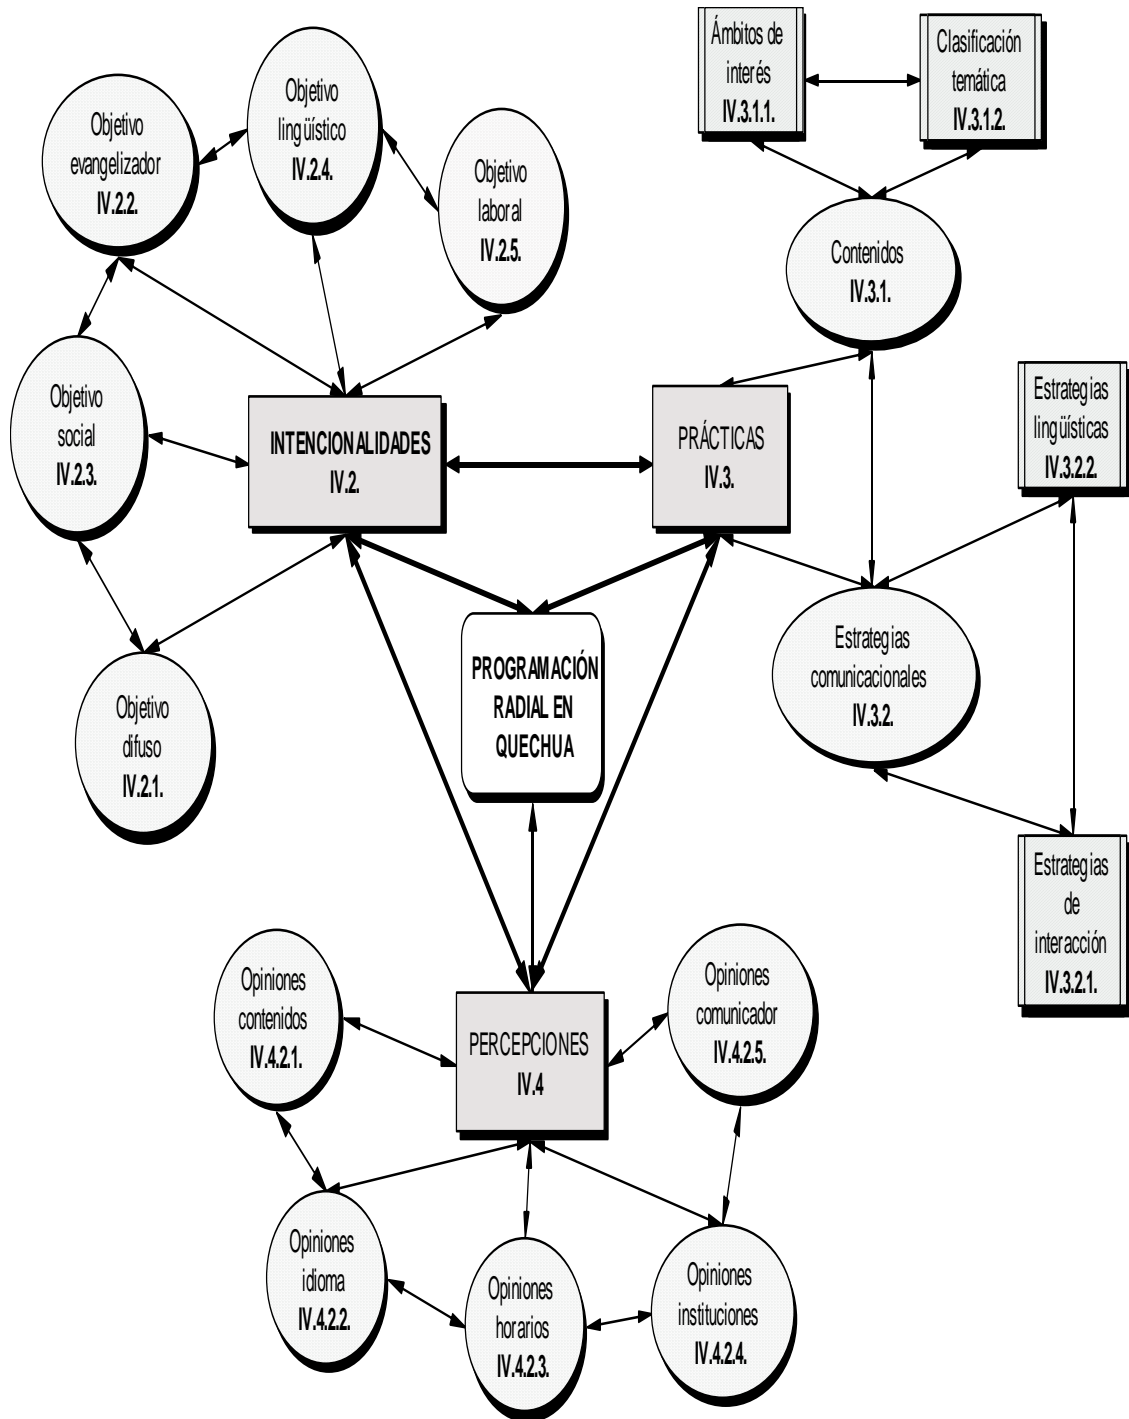 Ámbitos de
interés
IV.3.1.1.
Clasificación
temática
IV.3.1.2.
Objetivo
lingüístico
IV.2.4.
Objetivo
evangelizador
IV.2.2.
Objetivo
laboral
IV.2.5.
Contenidos
IV.3.1.
Objetivo
social
IV.2.3.
INTENCIONALIDADES
IV.2.
PRÁCTICAS
IV.3.
Estrategias
lingüísticas
IV.3.2.2.
Objetivo
difuso
IV.2.1.
PROGRAMACIÓN
RADIAL EN
QUECHUA
Estrategias
comunicacionales
IV.3.2.
Estrategias
de
interacción
IV.3.2.1.
Opiniones
contenidos
IV.4.2.1.
PERCEPCIONES
IV.4
Opiniones
comunicador
IV.4.2.5.
Opiniones
idioma
IV.4.2.2.
Opiniones
horarios
IV.4.2.3.
Opiniones
instituciones
IV.4.2.4.